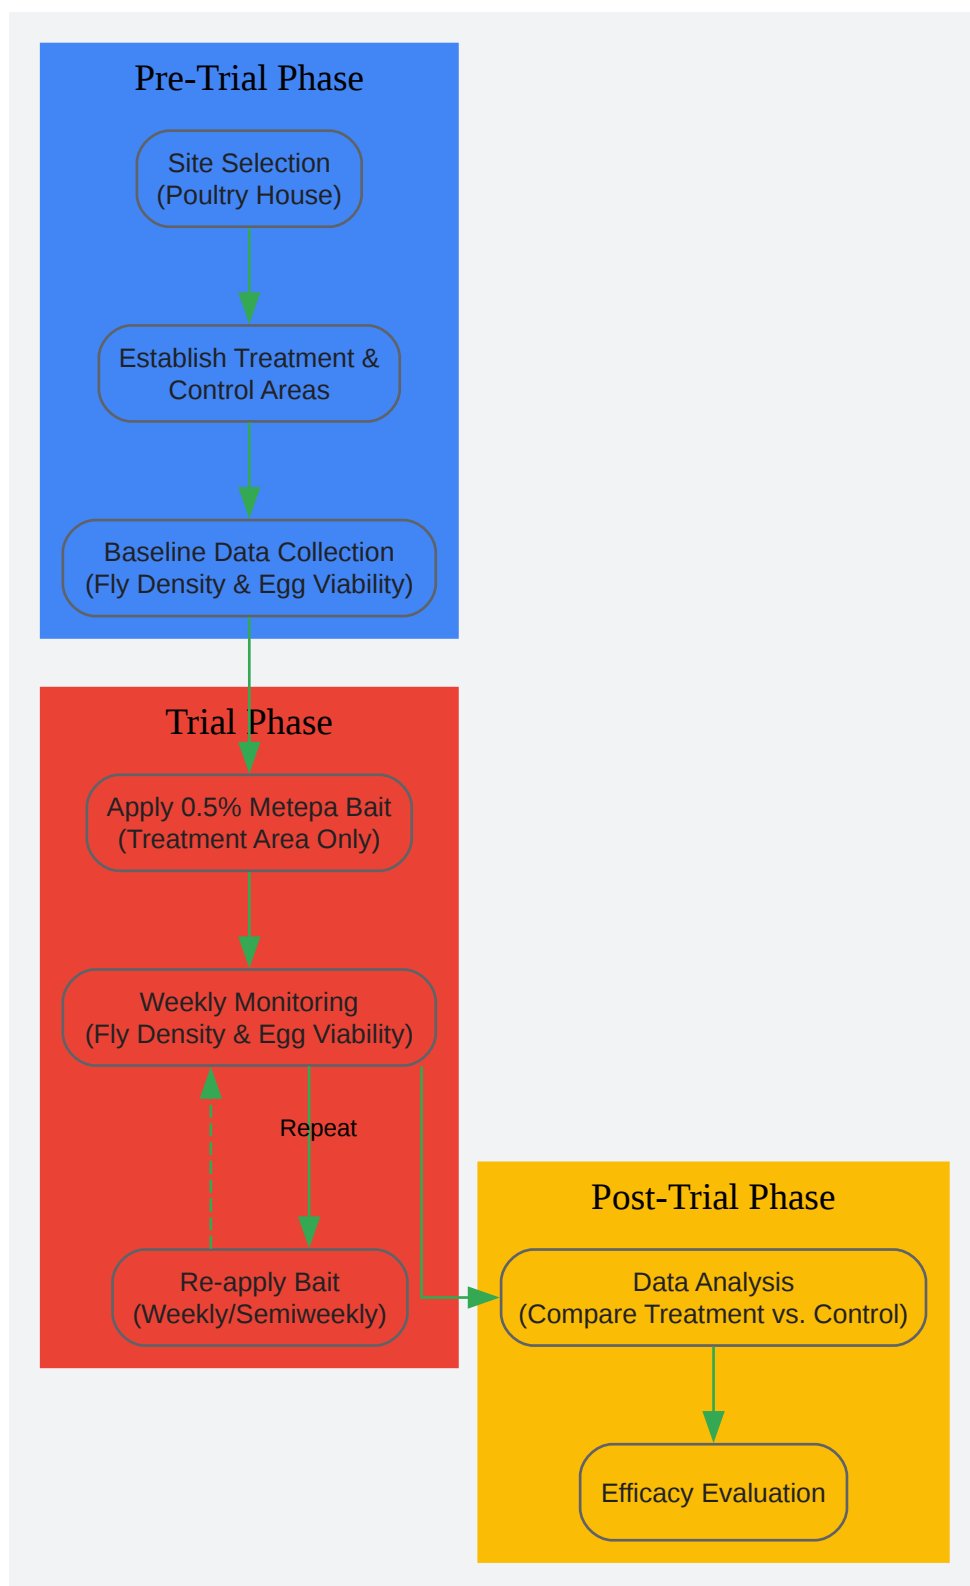 Pre-Trial Phase
Site Selection
(Poultry House)
Establish Treatment &
Control Areas
Baseline Data Collection
(Fly Density & Egg Viability)
Trial Phase
Apply 0.5% Metepa Bait
(Treatment Area Only)
Weekly Monitoring
(Fly Density & Egg Viability)
Repeat
Re-apply Bait
(Weekly/Semiweekly)
Post-Trial Phase
Data Analysis
(Compare Treatment vs. Control)
Efficacy Evaluation